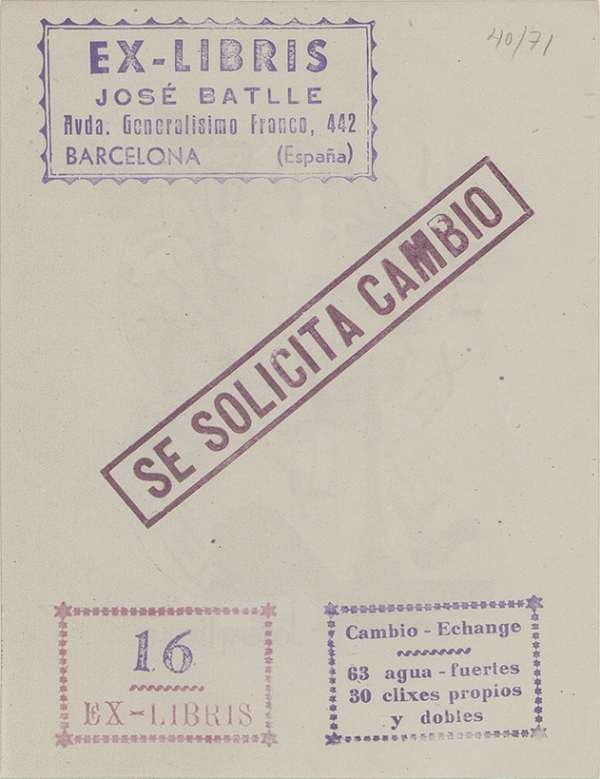 EX-LIBRIS
JOSÉ BATLLE
Avda. Generalisimo Franco, 442
BARCELONA (España)
40/71
SE SOLICITA CAMBIO
16
EX-LIBRIS
Cambio - Echange
63 agua - fuertes
30 clixes propios
y dobles